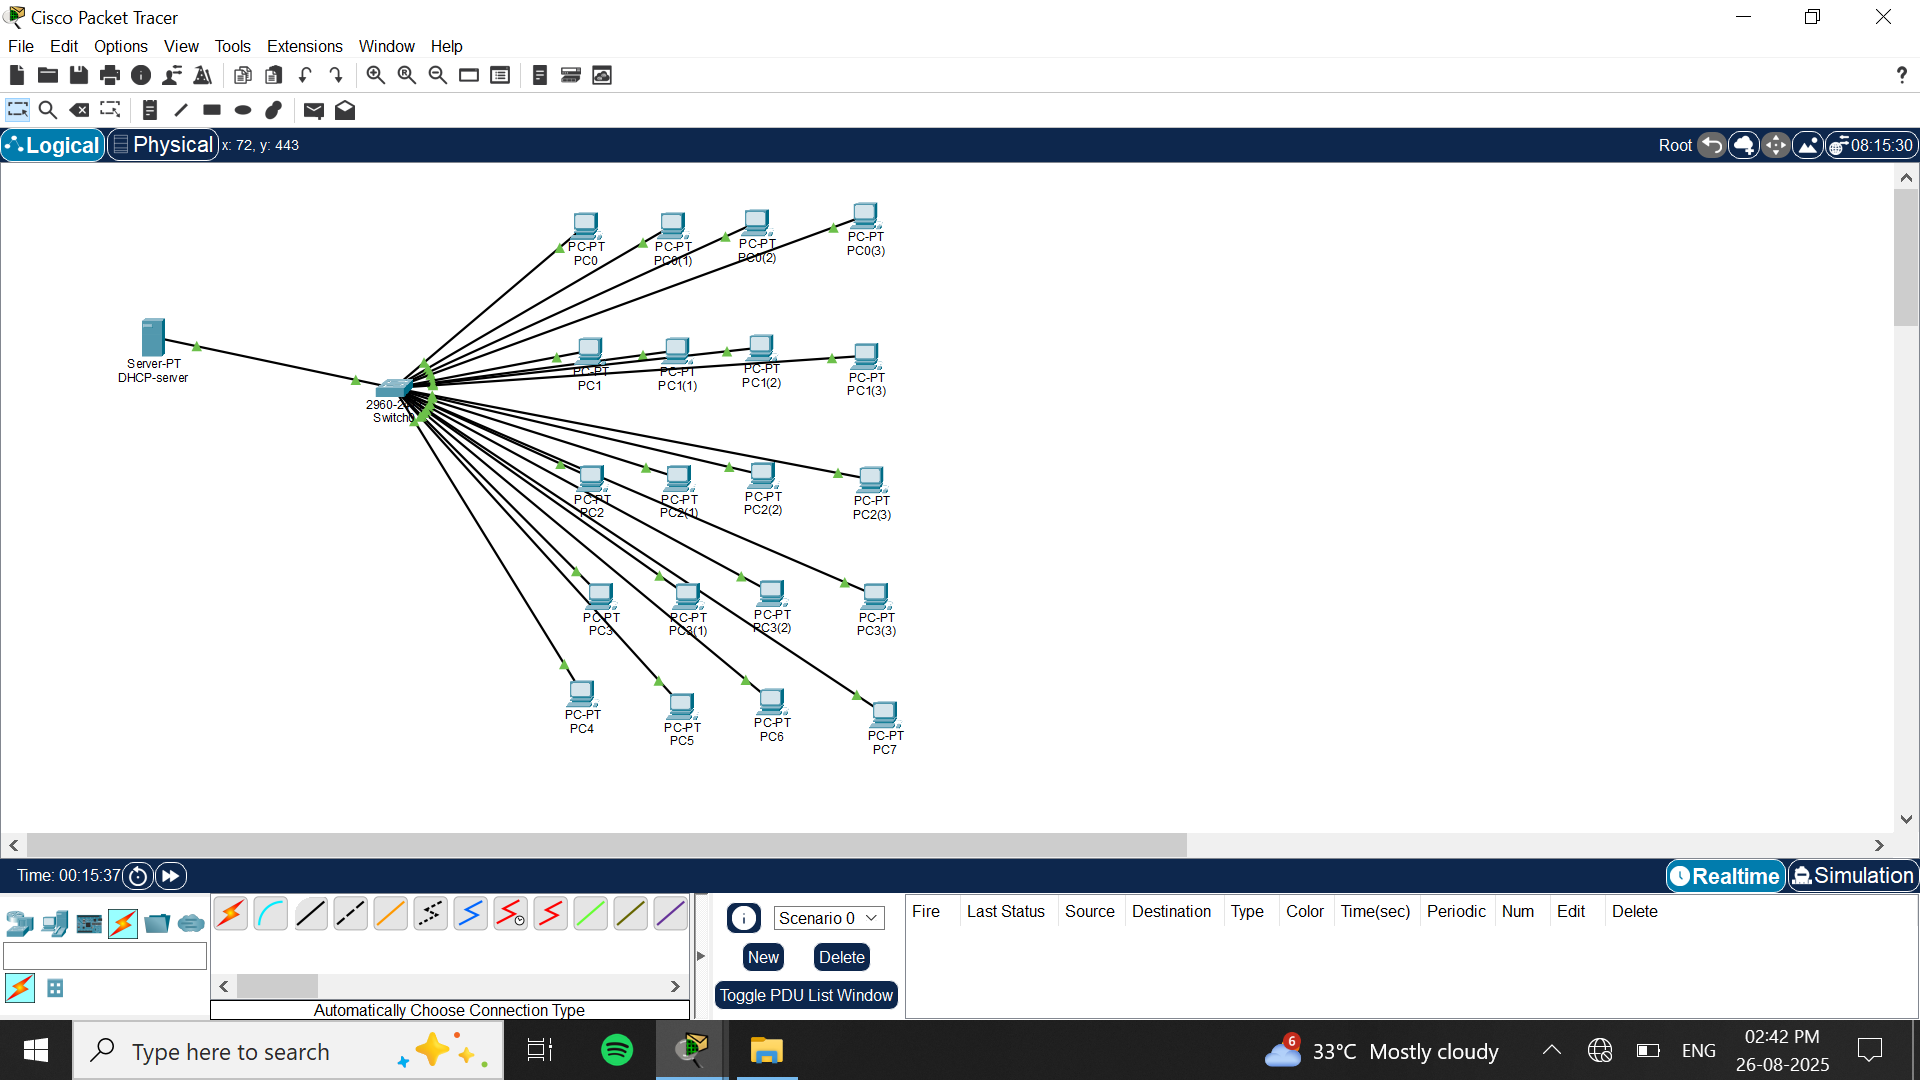 Cisco Packet Tracer
File Edit Options View Tools Extensions Window Help
?
Logical Physical x: 72, y: 443 Root 08:15:30
PC-PT
PC0
PC-PT
PC0(1)
PC-PT
PC0(2)
PC-PT
PC0(3)
Server-PT
DHCP-server
2960-2
Switch0
PC-PT
PC1
PC-PT
PC1(1)
PC-PT
PC1(2)
PC-PT
PC1(3)
PC-PT
PC2
PC-PT
PC2(1)
PC-PT
PC2(2)
PC-PT
PC2(3)
PC-PT
PC3
PC-PT
PC3(1)
PC-PT
PC3(2)
PC-PT
PC3(3)
PC-PT
PC4
PC-PT
PC5
PC-PT
PC6
PC-PT
PC7
Time: 00:15:37 Realtime Simulation
Scenario 0
New Delete
Toggle PDU List Window
Fire Last Status Source Destination Type Color Time(sec) Periodic Num Edit Delete
Automatically Choose Connection Type
Type here to search
6
33°C Mostly cloudy
ENG
02:42 PM
26-08-2025